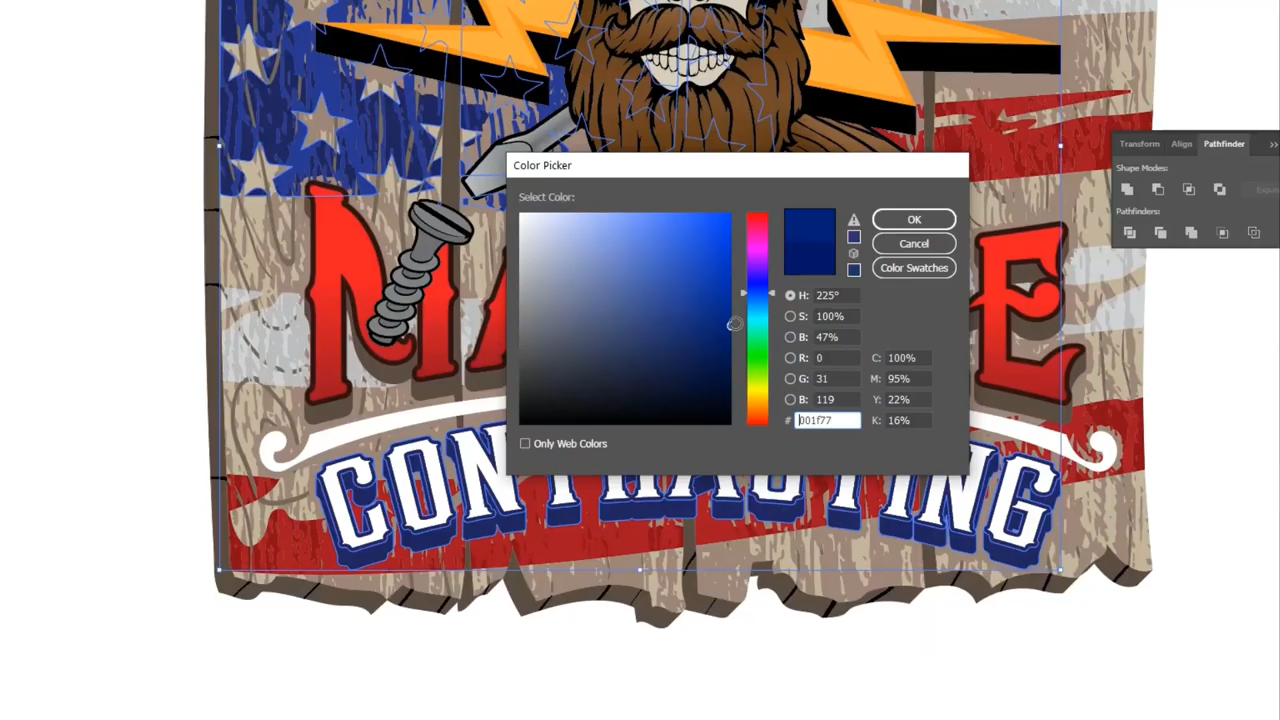 Color Picker
Select Color:
OK
Cancel
Color Swatches
H: 225°
S: 100%
B: 47%
R: 0
G: 31
B: 119
# 001f77
C: 100%
M: 95%
Y: 22%
K: 16%
Only Web Colors
Transform Align Pathfinder
Shape Modes:
Pathfinders:
CONTRACTING